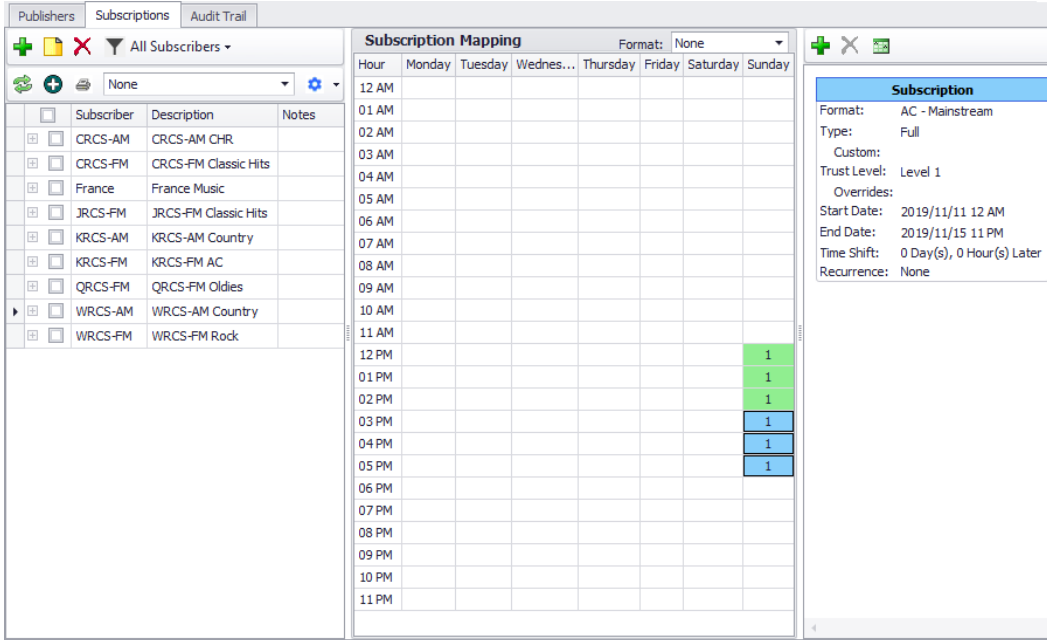 Publishers Subscriptions Audit Trail
All Subscribers
None
Subscriber Description Notes
CRCS-AM CRCS-AM CHR
CRCS-FM CRCS-FM Classic Hits
France France Music
JRCS-FM JRCS-FM Classic Hits
KRCS-AM KRCS-AM Country
KRCS-FM KRCS-FM AC
QRCS-FM QRCS-FM Oldies
WRCS-AM WRCS-AM Country
WRCS-FM WRCS-FM Rock
Subscription Mapping Format: None
Hour Monday Tuesday Wednes... Thursday Friday Saturday Sunday
12 AM
01 AM
02 AM
03 AM
04 AM
05 AM
06 AM
07 AM
08 AM
09 AM
10 AM
11 AM
12 PM 1
01 PM 1
02 PM 1
03 PM 1
04 PM 1
05 PM 1
06 PM
07 PM
08 PM
09 PM
10 PM
11 PM
Subscription
Format: AC - Mainstream
Type: Full
Custom:
Trust Level: Level 1
Overrides:
Start Date: 2019/11/11 12 AM
End Date: 2019/11/15 11 PM
Time Shift: 0 Day(s), 0 Hour(s) Later
Recurrence: None